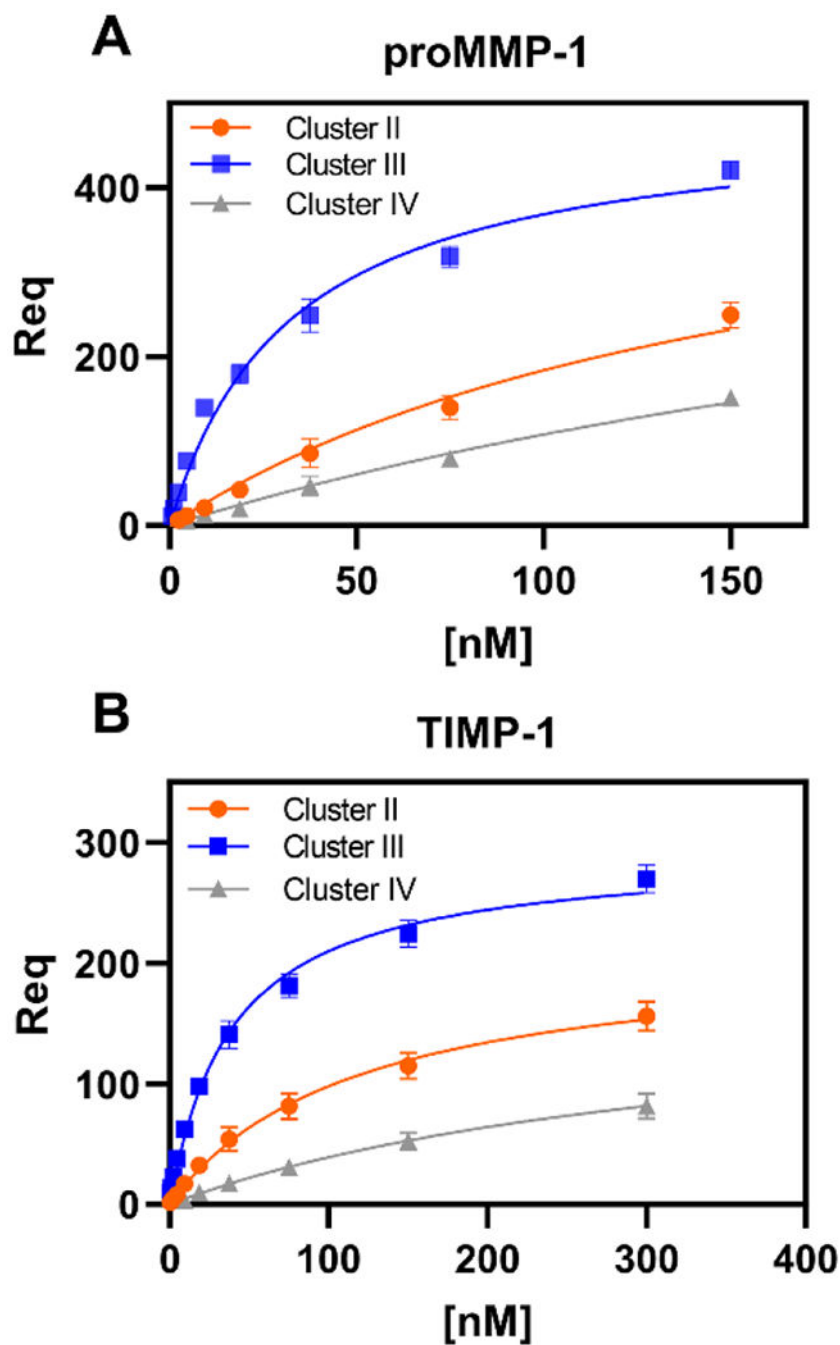 A
proMMP-1
Cluster II
Cluster III
Cluster IV
400
200
0
Req
0 50 100 150
[nM]
B
TIMP-1
Cluster II
Cluster III
Cluster IV
300
200
100
0
Req
0 100 200 300 400
[nM]